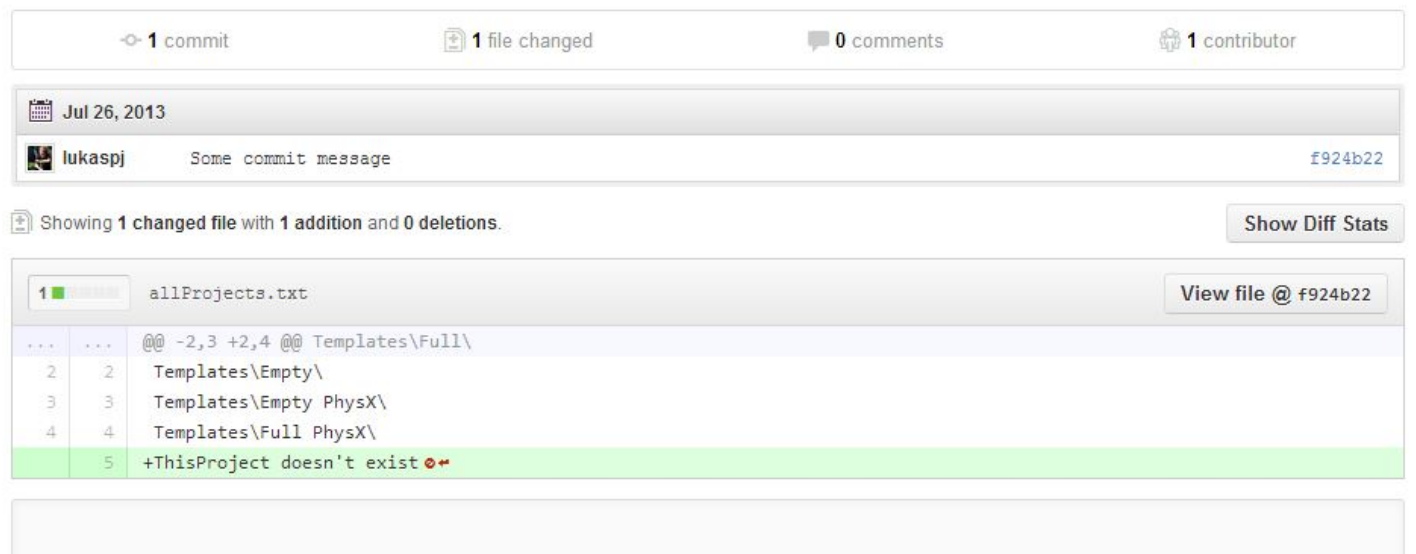 1 commit 1 file changed 0 comments 1 contributor
Jul 26, 2013
lukaspj Some commit message f924b22
Showing 1 changed file with 1 addition and 0 deletions. Show Diff Stats
1 allProjects.txt View file @ f924b22
... ... @@ -2,3 +2,4 @@ Templates\Full\
2 2 Templates\Empty\
3 3 Templates\Empty PhysX\
4 4 Templates\Full PhysX\
5 +ThisProject doesn't exist